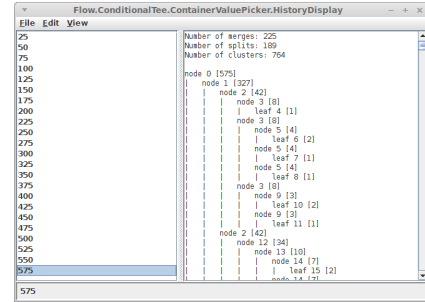 Flow.ConditionalTee.ContainerValuePicker.HistoryDisplay
File Edit View
25
50
75
100
125
150
175
200
225
250
275
300
325
350
375
400
425
450
475
500
525
550
575
Number of merges: 225
Number of splits: 189
Number of clusters: 764
node 0 [575]
| node 1 [327]
| | node 2 [42]
| | | node 3 [8]
| | | | leaf 4 [1]
| | | node 3 [8]
| | | | node 5 [4]
| | | | | leaf 6 [2]
| | | | node 5 [4]
| | | | | leaf 7 [1]
| | | | node 5 [4]
| | | | | leaf 8 [1]
| | | node 3 [8]
| | | | node 9 [3]
| | | | | leaf 10 [2]
| | | | node 9 [3]
| | | | | leaf 11 [1]
| | node 2 [42]
| | | node 12 [34]
| | | | node 13 [10]
| | | | | node 14 [7]
| | | | | | leaf 15 [2]
| | | | | node 14 [7]
575